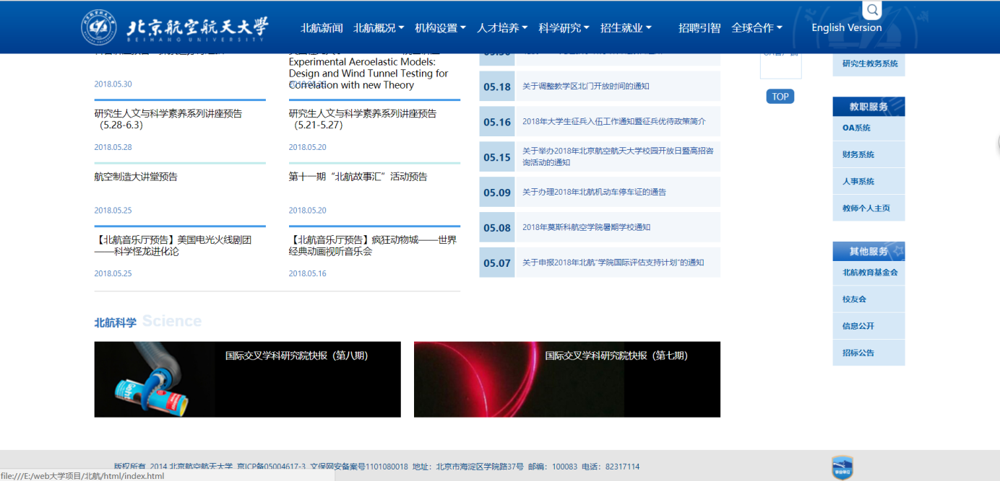 北京航空航天大学
BEIHANG UNIVERSITY
北航新闻 北航概况 机构设置 人才培养 科学研究 招生就业 招聘引智 全球合作 English Version
Experimental Aeroelastic Models:
Design and Wind Tunnel Testing for
Correlation with new Theory
2018.05.30
研究生人文与科学素养系列讲座预告
（5.28-6.3）
2018.05.28
研究生人文与科学素养系列讲座预告
（5.21-5.27）
2018.05.20
航空制造大讲堂预告
2018.05.25
第十一期“北航故事汇”活动预告
2018.05.20
【北航音乐厅预告】美国电光火线剧团
——科学怪龙进化论
2018.05.25
【北航音乐厅预告】疯狂动物城——世界
经典动画视听音乐会
2018.05.16
05.18 关于调整教学区北门开放时间的通知
05.16 2018年大学生征兵入伍工作通知暨征兵优待政策简介
05.15 关于举办2018年北京航空航天大学校园开放日暨高招咨
询活动的通知
05.09 关于办理2018年北航机动车停车证的通告
05.08 2018年莫斯科航空学院暑期学校通知
05.07 关于申报2018年北航“学院国际评估支持计划”的通知
TOP
研究生教务系统
教职服务
OA系统
财务系统
人事系统
教师个人主页
其他服务
北航教育基金会
校友会
信息公开
招标公告
北航科学 Science
国际交叉学科研究院快报（第八期）
国际交叉学科研究院快报（第七期）
版权所有 2014 北京航空航天大学 京ICP备05004617-3 文保网安备案号1101080018 地址：北京市海淀区学院路37号 邮编：100083 电话：82317114
file:///E:/web大学项目/北航/html/index.html